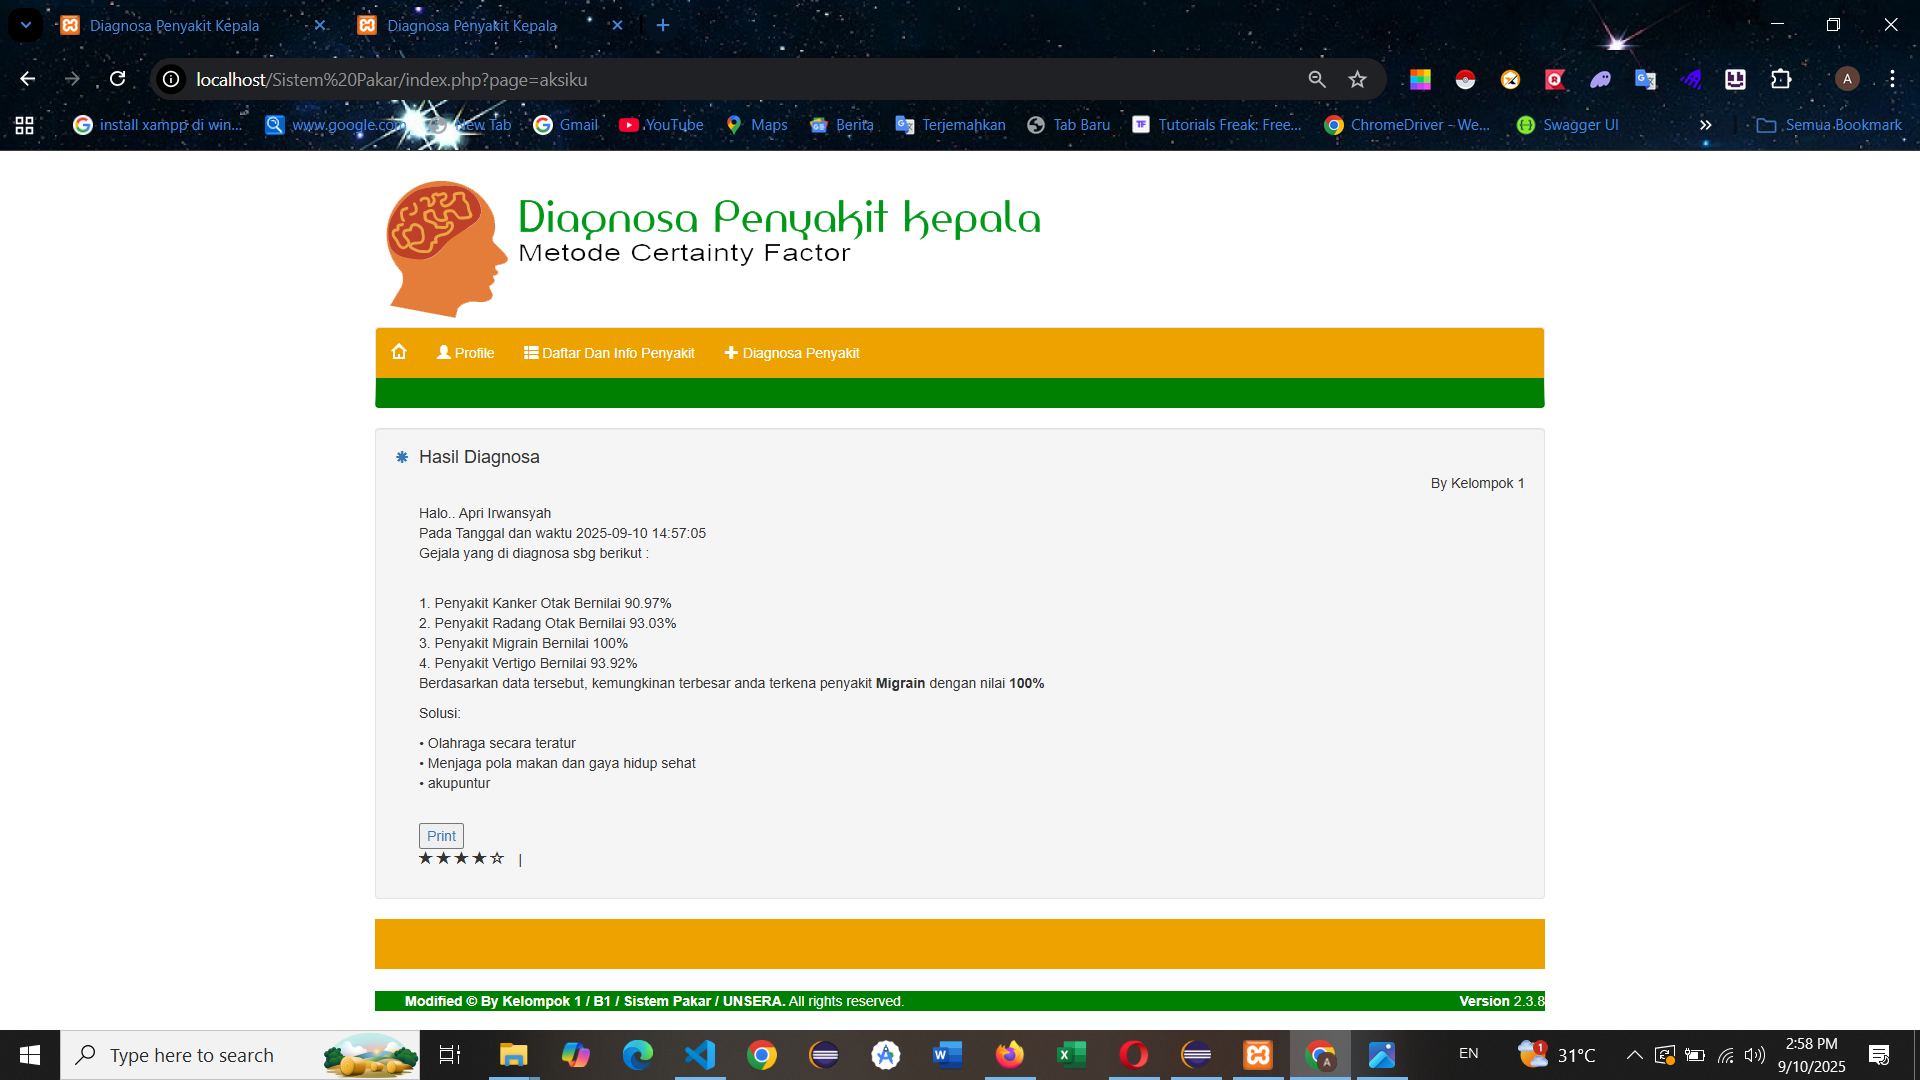 Diagnosa Penyakit Kepala
Diagnosa Penyakit Kepala
localhost/Sistem%20Pakar/index.php?page=aksiku
A
install xampp di win...
www.google.com
New Tab
Gmail
YouTube
Maps
Berita
Terjemahkan
Tab Baru
TF
Tutorials Freak: Free...
ChromeDriver - We...
Swagger UI
Semua Bookmark
Diagnosa Penyakit Kepala
Metode Certainty Factor
Profile
Daftar Dan Info Penyakit
Diagnosa Penyakit
Hasil Diagnosa
By Kelompok 1
Halo.. Apri Irwansyah
Pada Tanggal dan waktu 2025-09-10 14:57:05
Gejala yang di diagnosa sbg berikut :
1. Penyakit Kanker Otak Bernilai 90.97%
2. Penyakit Radang Otak Bernilai 93.03%
3. Penyakit Migrain Bernilai 100%
4. Penyakit Vertigo Bernilai 93.92%
Berdasarkan data tersebut, kemungkinan terbesar anda terkena penyakit Migrain dengan nilai 100%
Solusi:
• Olahraga secara teratur
• Menjaga pola makan dan gaya hidup sehat
• akupuntur
Print
★★★★☆ |
Modified © By Kelompok 1 / B1 / Sistem Pakar / UNSERA. All rights reserved.
Version 2.3.8
Type here to search
1
31°C
EN
2:58 PM
9/10/2025